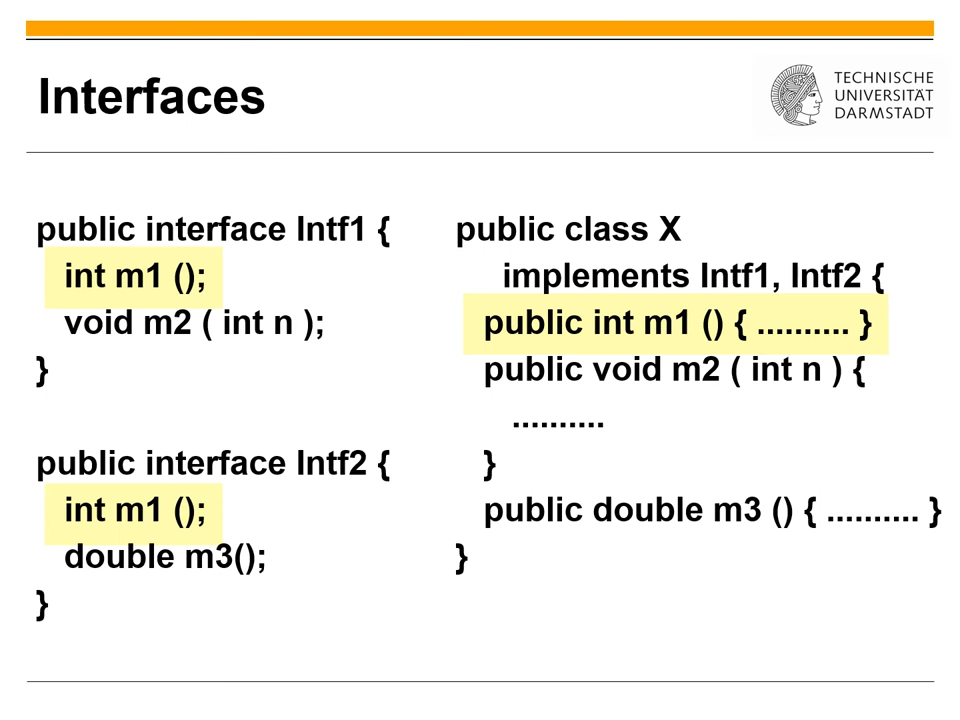 Interfaces
TECHNISCHE
UNIVERSITÄT
DARMSTADT
public interface Intf1 {
int m1 ();
void m2 ( int n );
}
public interface Intf2 {
int m1 ();
double m3();
}
public class X
implements Intf1, Intf2 {
public int m1 () { .......... }
public void m2 ( int n ) {
..........
}
public double m3 () { .......... }
}